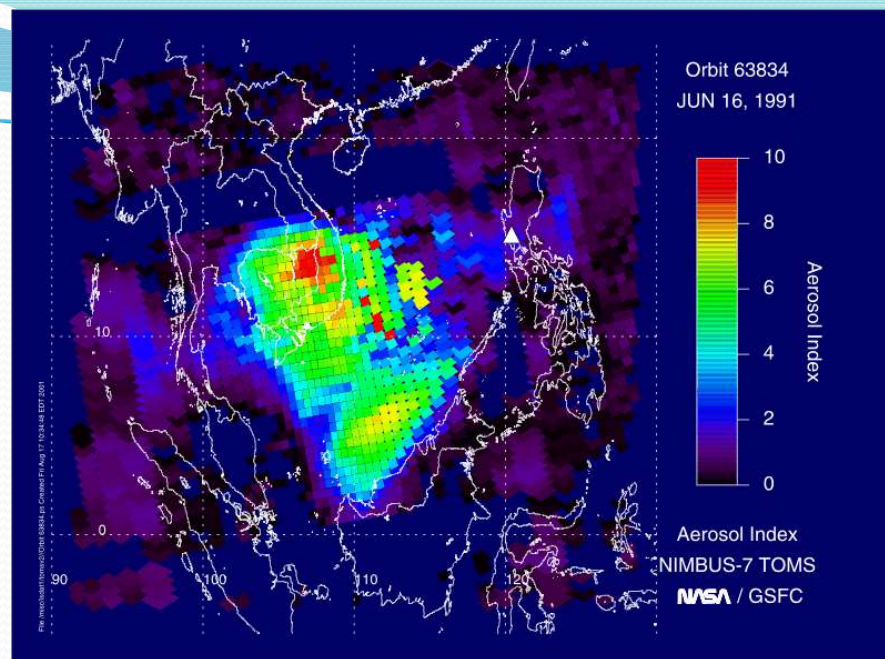 Orbit 63834
JUN 16, 1991
20
10
0
90
100
110
120
10
8
6
4
2
0
Aerosol Index
Aerosol Index
NIMBUS-7 TOMS
NASA / GSFC